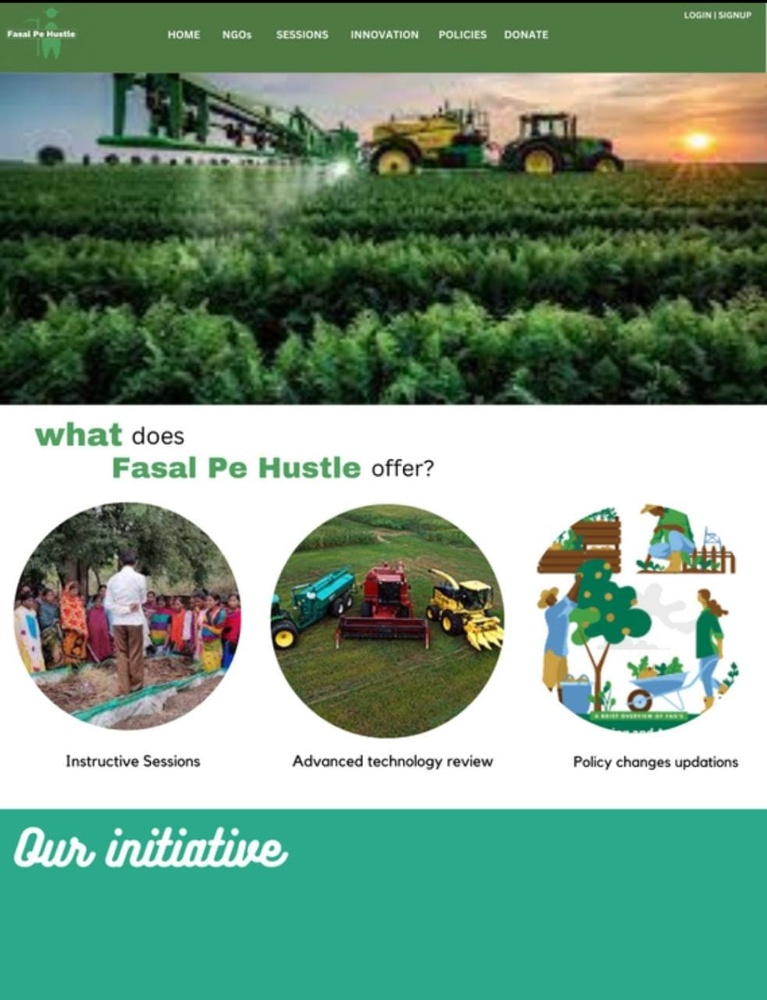 LOGIN | SIGNUP
Fasal Pe Hustle
HOME NGOs SESSIONS INNOVATION POLICIES DONATE
what does
Fasal Pe Hustle offer?
A BRIEF OVERVIEW OF FAO'S
and
Instructive Sessions
Advanced technology review
Policy changes updations
Our initiative